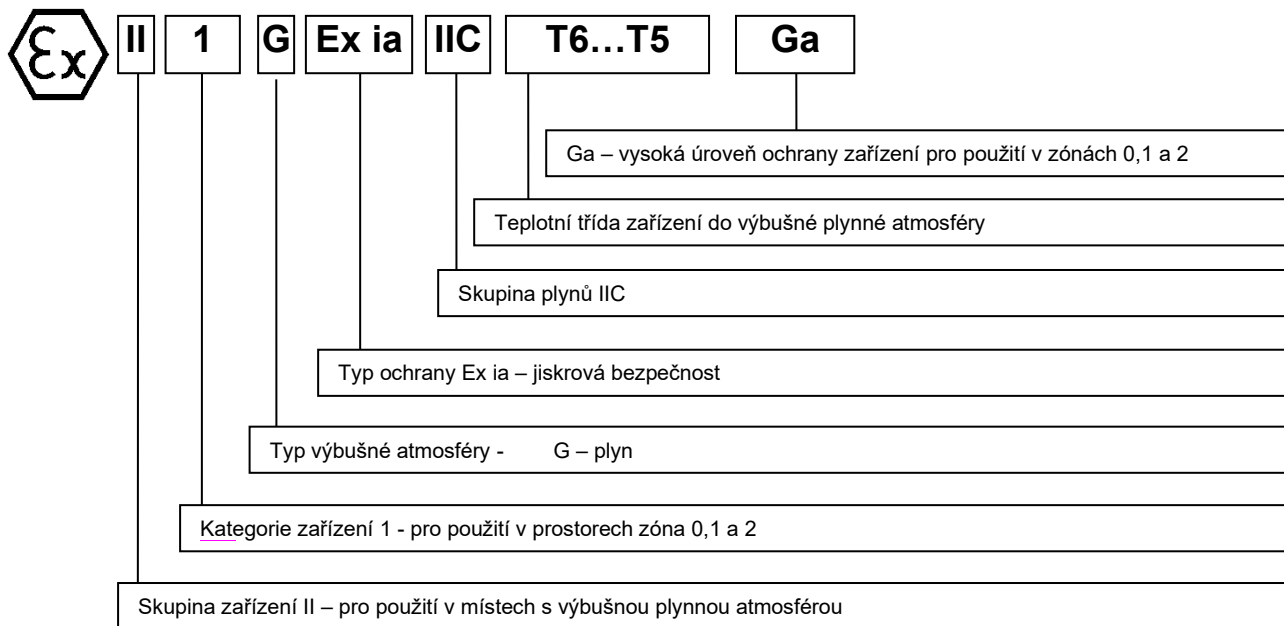 Ex II 1 G Ex ia IIC T6…T5 Ga
Ga – vysoká úroveň ochrany zařízení pro použití v zónách 0,1 a 2
Teplotní třída zařízení do výbušné plynné atmosféry
Skupina plynů IIC
Typ ochrany Ex ia – jiskrová bezpečnost
Typ výbušné atmosféry - G – plyn
Kategorie zařízení 1 - pro použití v prostorech zóna 0,1 a 2
Skupina zařízení II – pro použití v místech s výbušnou plynnou atmosférou